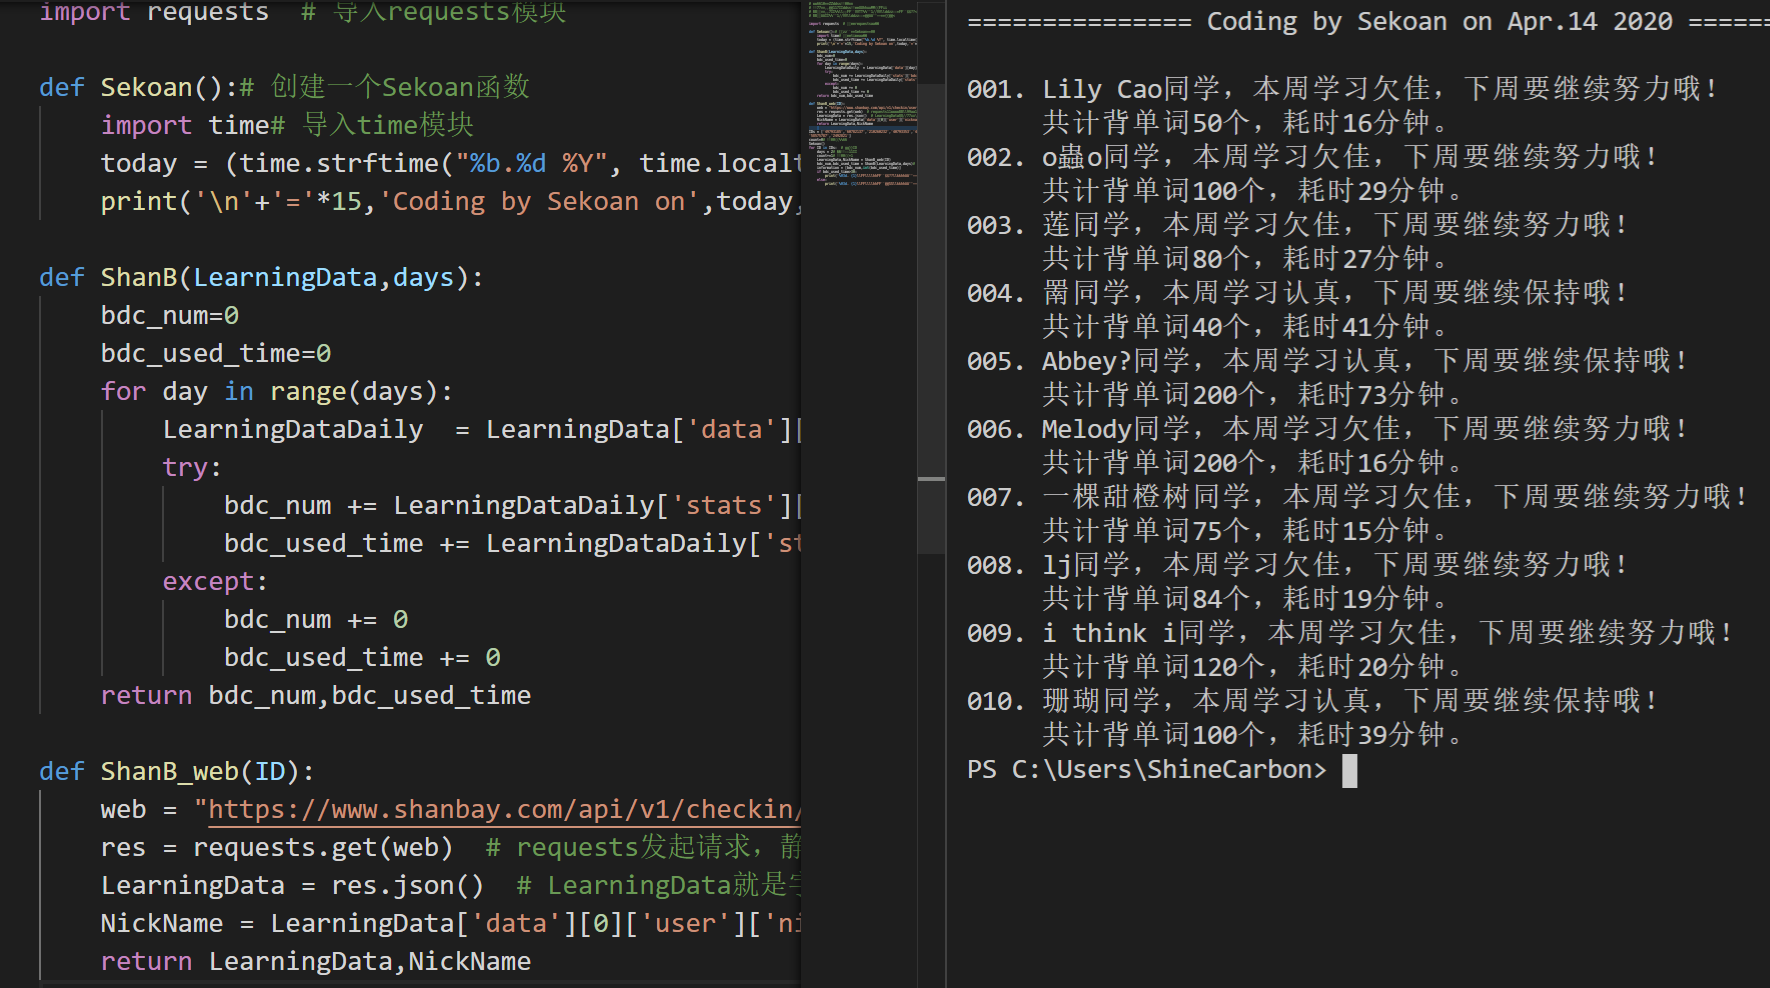 import requests  # 导入requests模块
def Sekoan():# 创建一个Sekoan函数
    import time# 导入time模块
    today = (time.strftime("%b.%d %Y", time.localt
    print('\n'+'='*15,'Coding by Sekoan on',today,
def ShanB(LearningData,days):
    bdc_num=0
    bdc_used_time=0
    for day in range(days):
        LearningDataDaily  = LearningData['data'][
        try:
            bdc_num += LearningDataDaily['stats'][
            bdc_used_time += LearningDataDaily['st
        except:
            bdc_num += 0
            bdc_used_time += 0
    return bdc_num,bdc_used_time
def ShanB_web(ID):
    web = "https://www.shanbay.com/api/v1/checkin/
    res = requests.get(web)  # requests发起请求，静
    LearningData = res.json()  # LearningData就是字
    NickName = LearningData['data'][0]['user']['ni
    return LearningData,NickName
=============== Coding by Sekoan on Apr.14 2020 ======
001. Lily Cao同学，本周学习欠佳，下周要继续努力哦！
     共计背单词50个，耗时16分钟。
002. o蟲o同学，本周学习欠佳，下周要继续努力哦！
     共计背单词100个，耗时29分钟。
003. 莲同学，本周学习欠佳，下周要继续努力哦！
     共计背单词80个，耗时27分钟。
004. 罱同学，本周学习认真，下周要继续保持哦！
     共计背单词40个，耗时41分钟。
005. Abbey?同学，本周学习认真，下周要继续保持哦！
     共计背单词200个，耗时73分钟。
006. Melody同学，本周学习欠佳，下周要继续努力哦！
     共计背单词200个，耗时16分钟。
007. 一棵甜橙树同学，本周学习欠佳，下周要继续努力哦！
     共计背单词75个，耗时15分钟。
008. lj同学，本周学习欠佳，下周要继续努力哦！
     共计背单词84个，耗时19分钟。
009. i think i同学，本周学习欠佳，下周要继续努力哦！
     共计背单词120个，耗时20分钟。
010. 珊瑚同学，本周学习认真，下周要继续保持哦！
     共计背单词100个，耗时39分钟。
PS C:\Users\ShineCarbon>